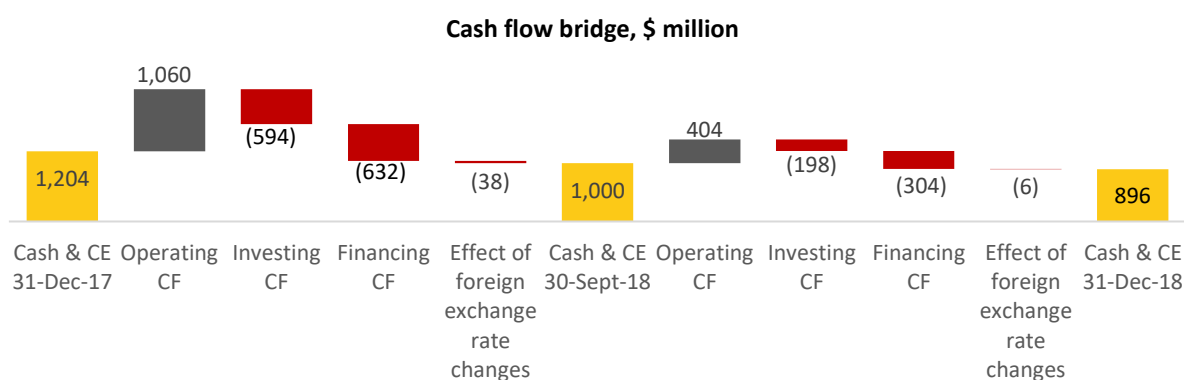 Cash flow bridge, $ million
1,060
(594)
404
1,204
(632)
(38)
1,000
(198)
(304)
(6)
896
Cash & CE
31-Dec-17
Operating
CF
Investing
CF
Financing
CF
Effect of
foreign
exchange
rate
changes
Cash & CE
30-Sept-18
Operating
CF
Investing
CF
Financing
CF
Effect of
foreign
exchange
rate
changes
Cash & CE
31-Dec-18